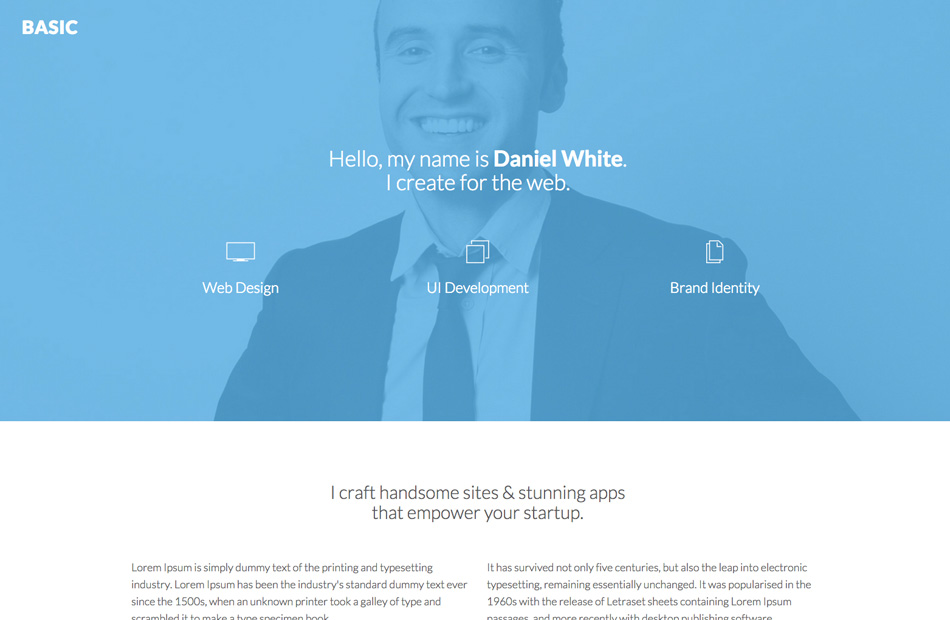 BASIC
Hello, my name is Daniel White.
I create for the web.
Web Design
UI Development
Brand Identity
I craft handsome sites & stunning apps
that empower your startup.
Lorem Ipsum is simply dummy text of the printing and typesetting
industry. Lorem Ipsum has been the industry's standard dummy text ever
since the 1500s, when an unknown printer took a galley of type and
scrambled it to make a type specimen book.
It has survived not only five centuries, but also the leap into electronic
typesetting, remaining essentially unchanged. It was popularised in the
1960s with the release of Letraset sheets containing Lorem Ipsum
passages, and more recently with desktop publishing software